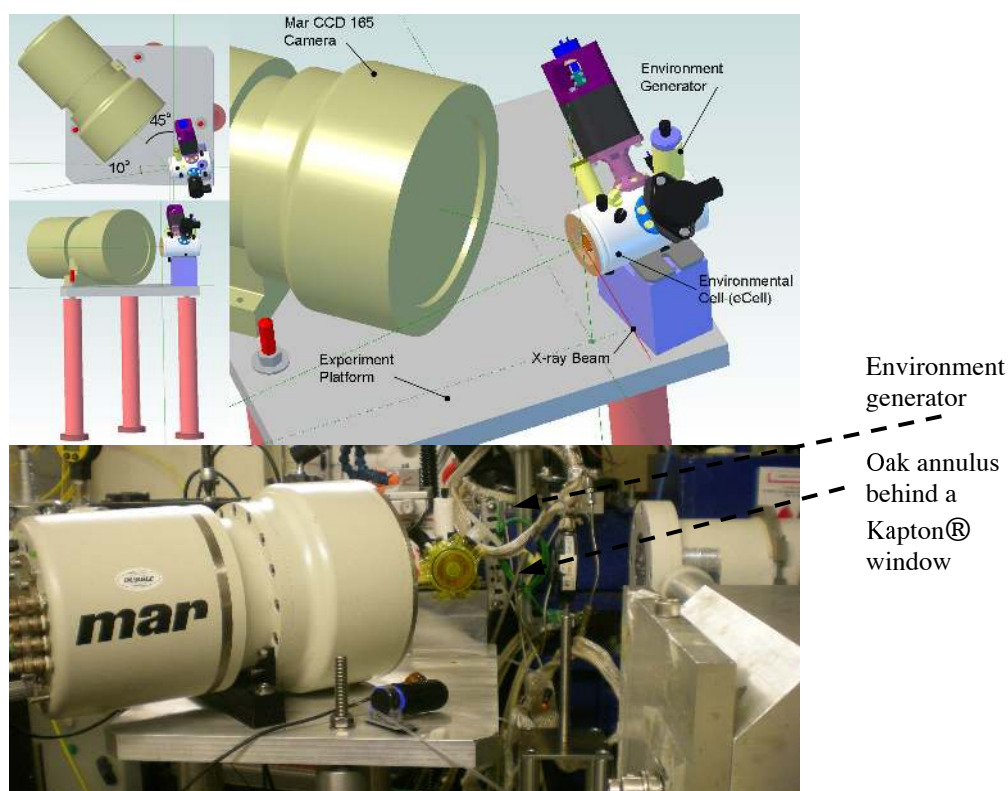 Mar CCD 165
Camera
Environment
Generator
45°
10°
Environmental
Cell (eCell)
X-ray Beam
Experiment
Platform
Environment
generator
Oak annulus
behind a
Kapton®
window
DUBBLE
mar